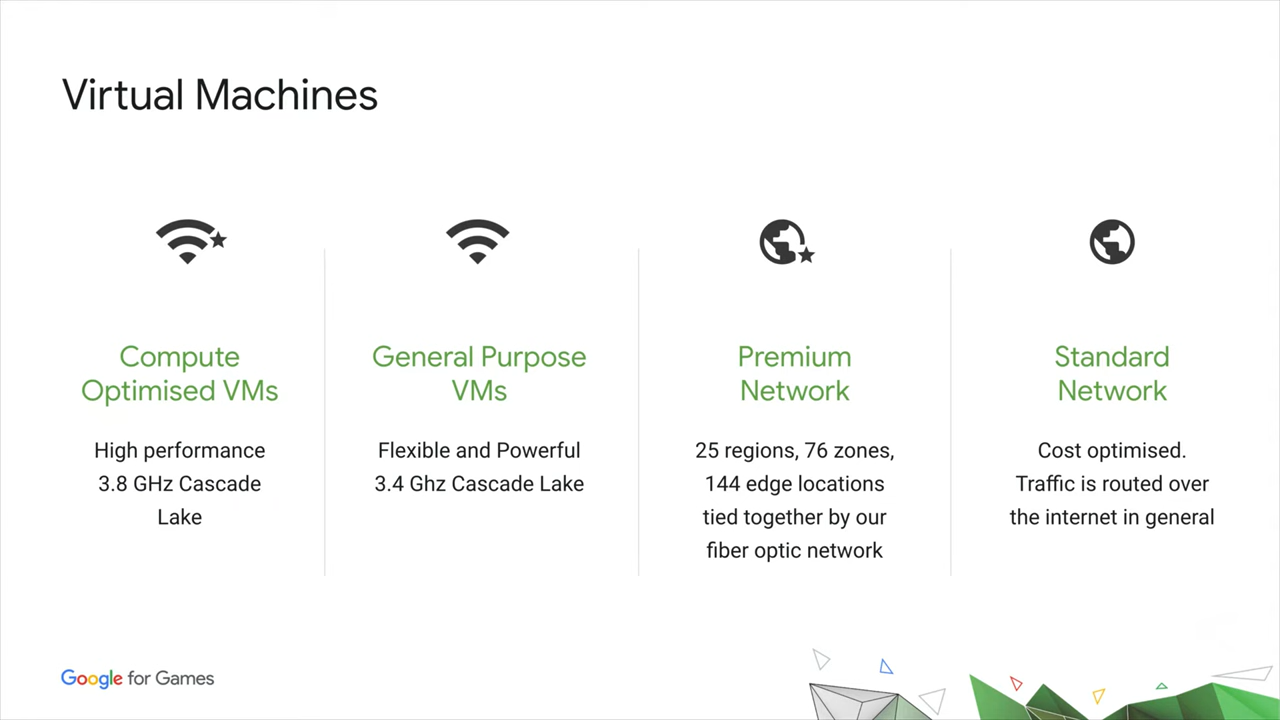 Virtual Machines
Compute
Optimised VMs
High performance
3.8 GHz Cascade
Lake
General Purpose
VMs
Flexible and Powerful
3.4 Ghz Cascade Lake
Premium
Network
25 regions, 76 zones,
144 edge locations
tied together by our
fiber optic network
Standard
Network
Cost optimised.
Traffic is routed over
the internet in general
Google for Games